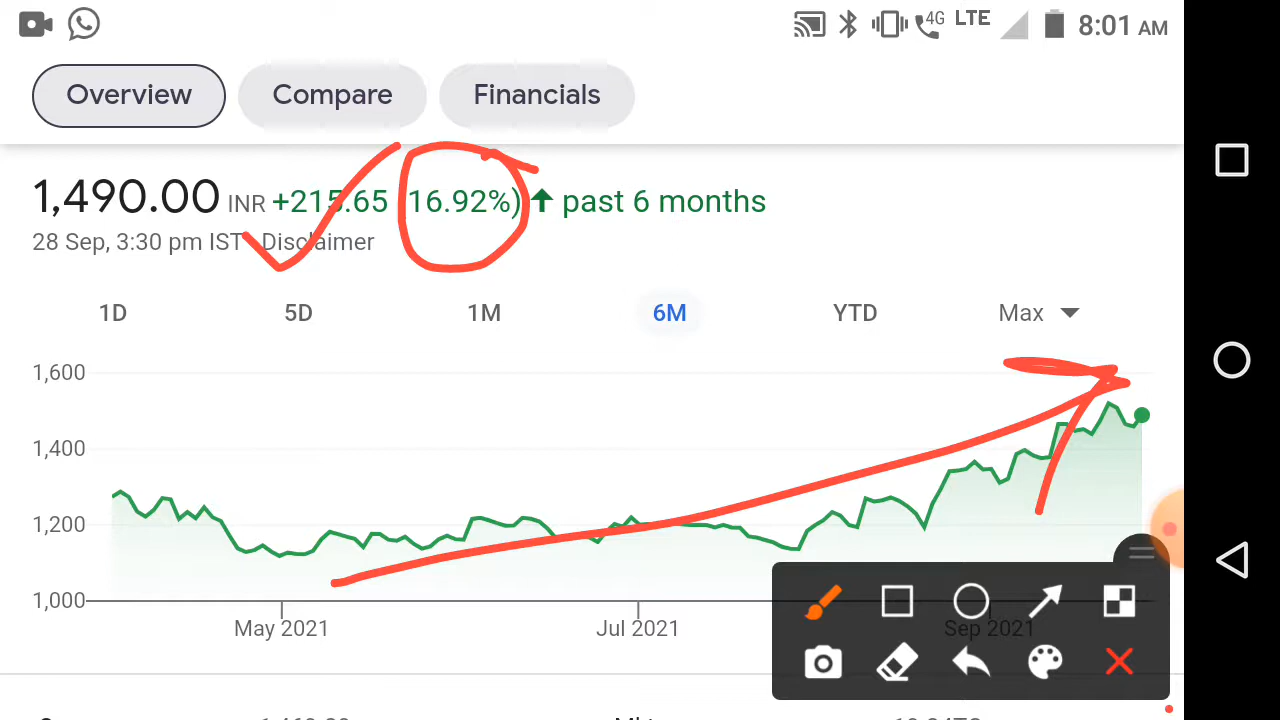 4G LTE 8:01 AM
Overview Compare Financials
1,490.00 INR +215.65 (16.92%) ↑ past 6 months
28 Sep, 3:30 pm IST · Disclaimer
1D 5D 1M 6M YTD Max
1,600
1,400
1,200
1,000
May 2021 Jul 2021 Sep 2021